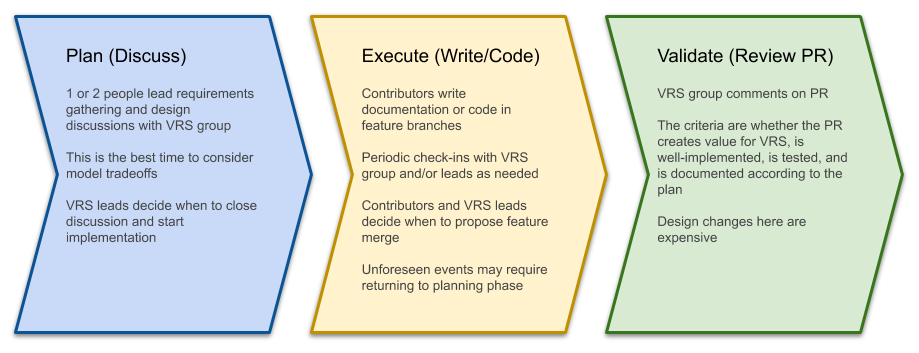 Plan (Discuss)
1 or 2 people lead requirements
gathering and design
discussions with VRS group
This is the best time to consider
model tradeoffs
VRS leads decide when to close
discussion and start
implementation
Execute (Write/Code)
Contributors write
documentation or code in
feature branches
Periodic check-ins with VRS
group and/or leads as needed
Contributors and VRS leads
decide when to propose feature
merge
Unforeseen events may require
returning to planning phase
Validate (Review PR)
VRS group comments on PR
The criteria are whether the PR
creates value for VRS, is
well-implemented, is tested, and
is documented according to the
plan
Design changes here are
expensive